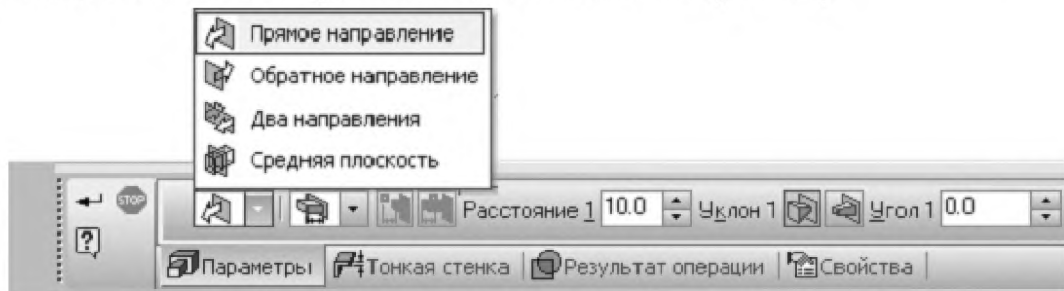 Прямое направление
Обратное направление
Два направления
Средняя плоскость
STOP Расстояние 1 10.0 Уклон 1 Угол 1 0.0
Параметры Тонкая стенка Результат операции Свойства